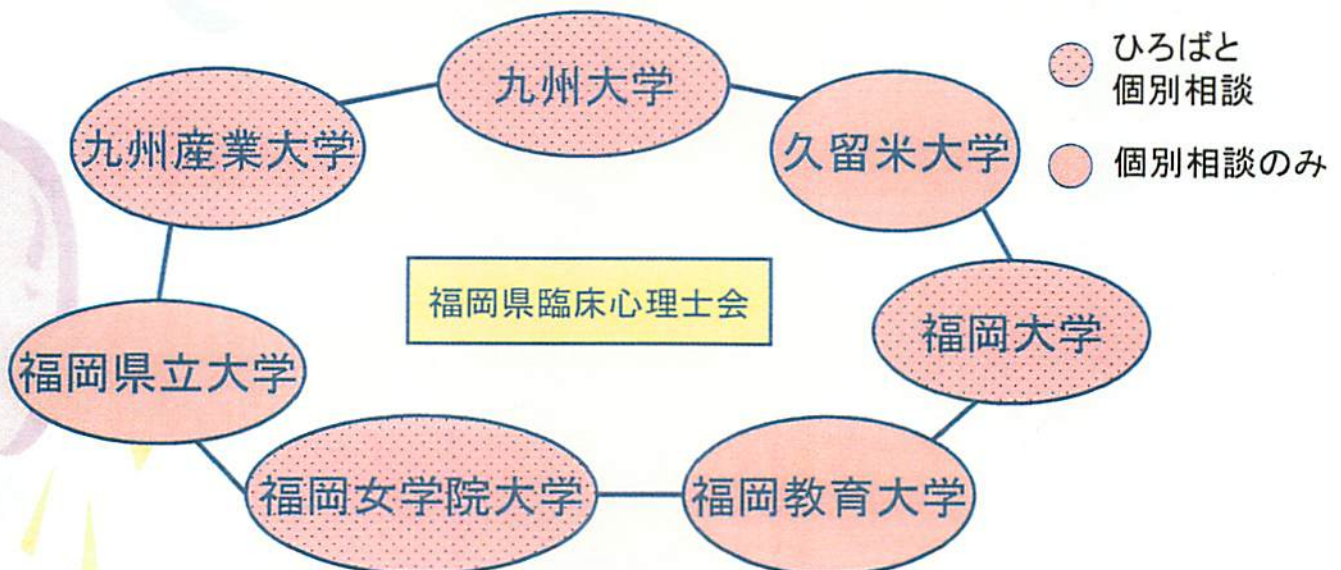 九州大学
ひろばと
個別相談
九州産業大学
久留米大学
個別相談のみ
福岡県臨床心理士会
福岡大学
福岡県立大学
福岡女学院大学
福岡教育大学